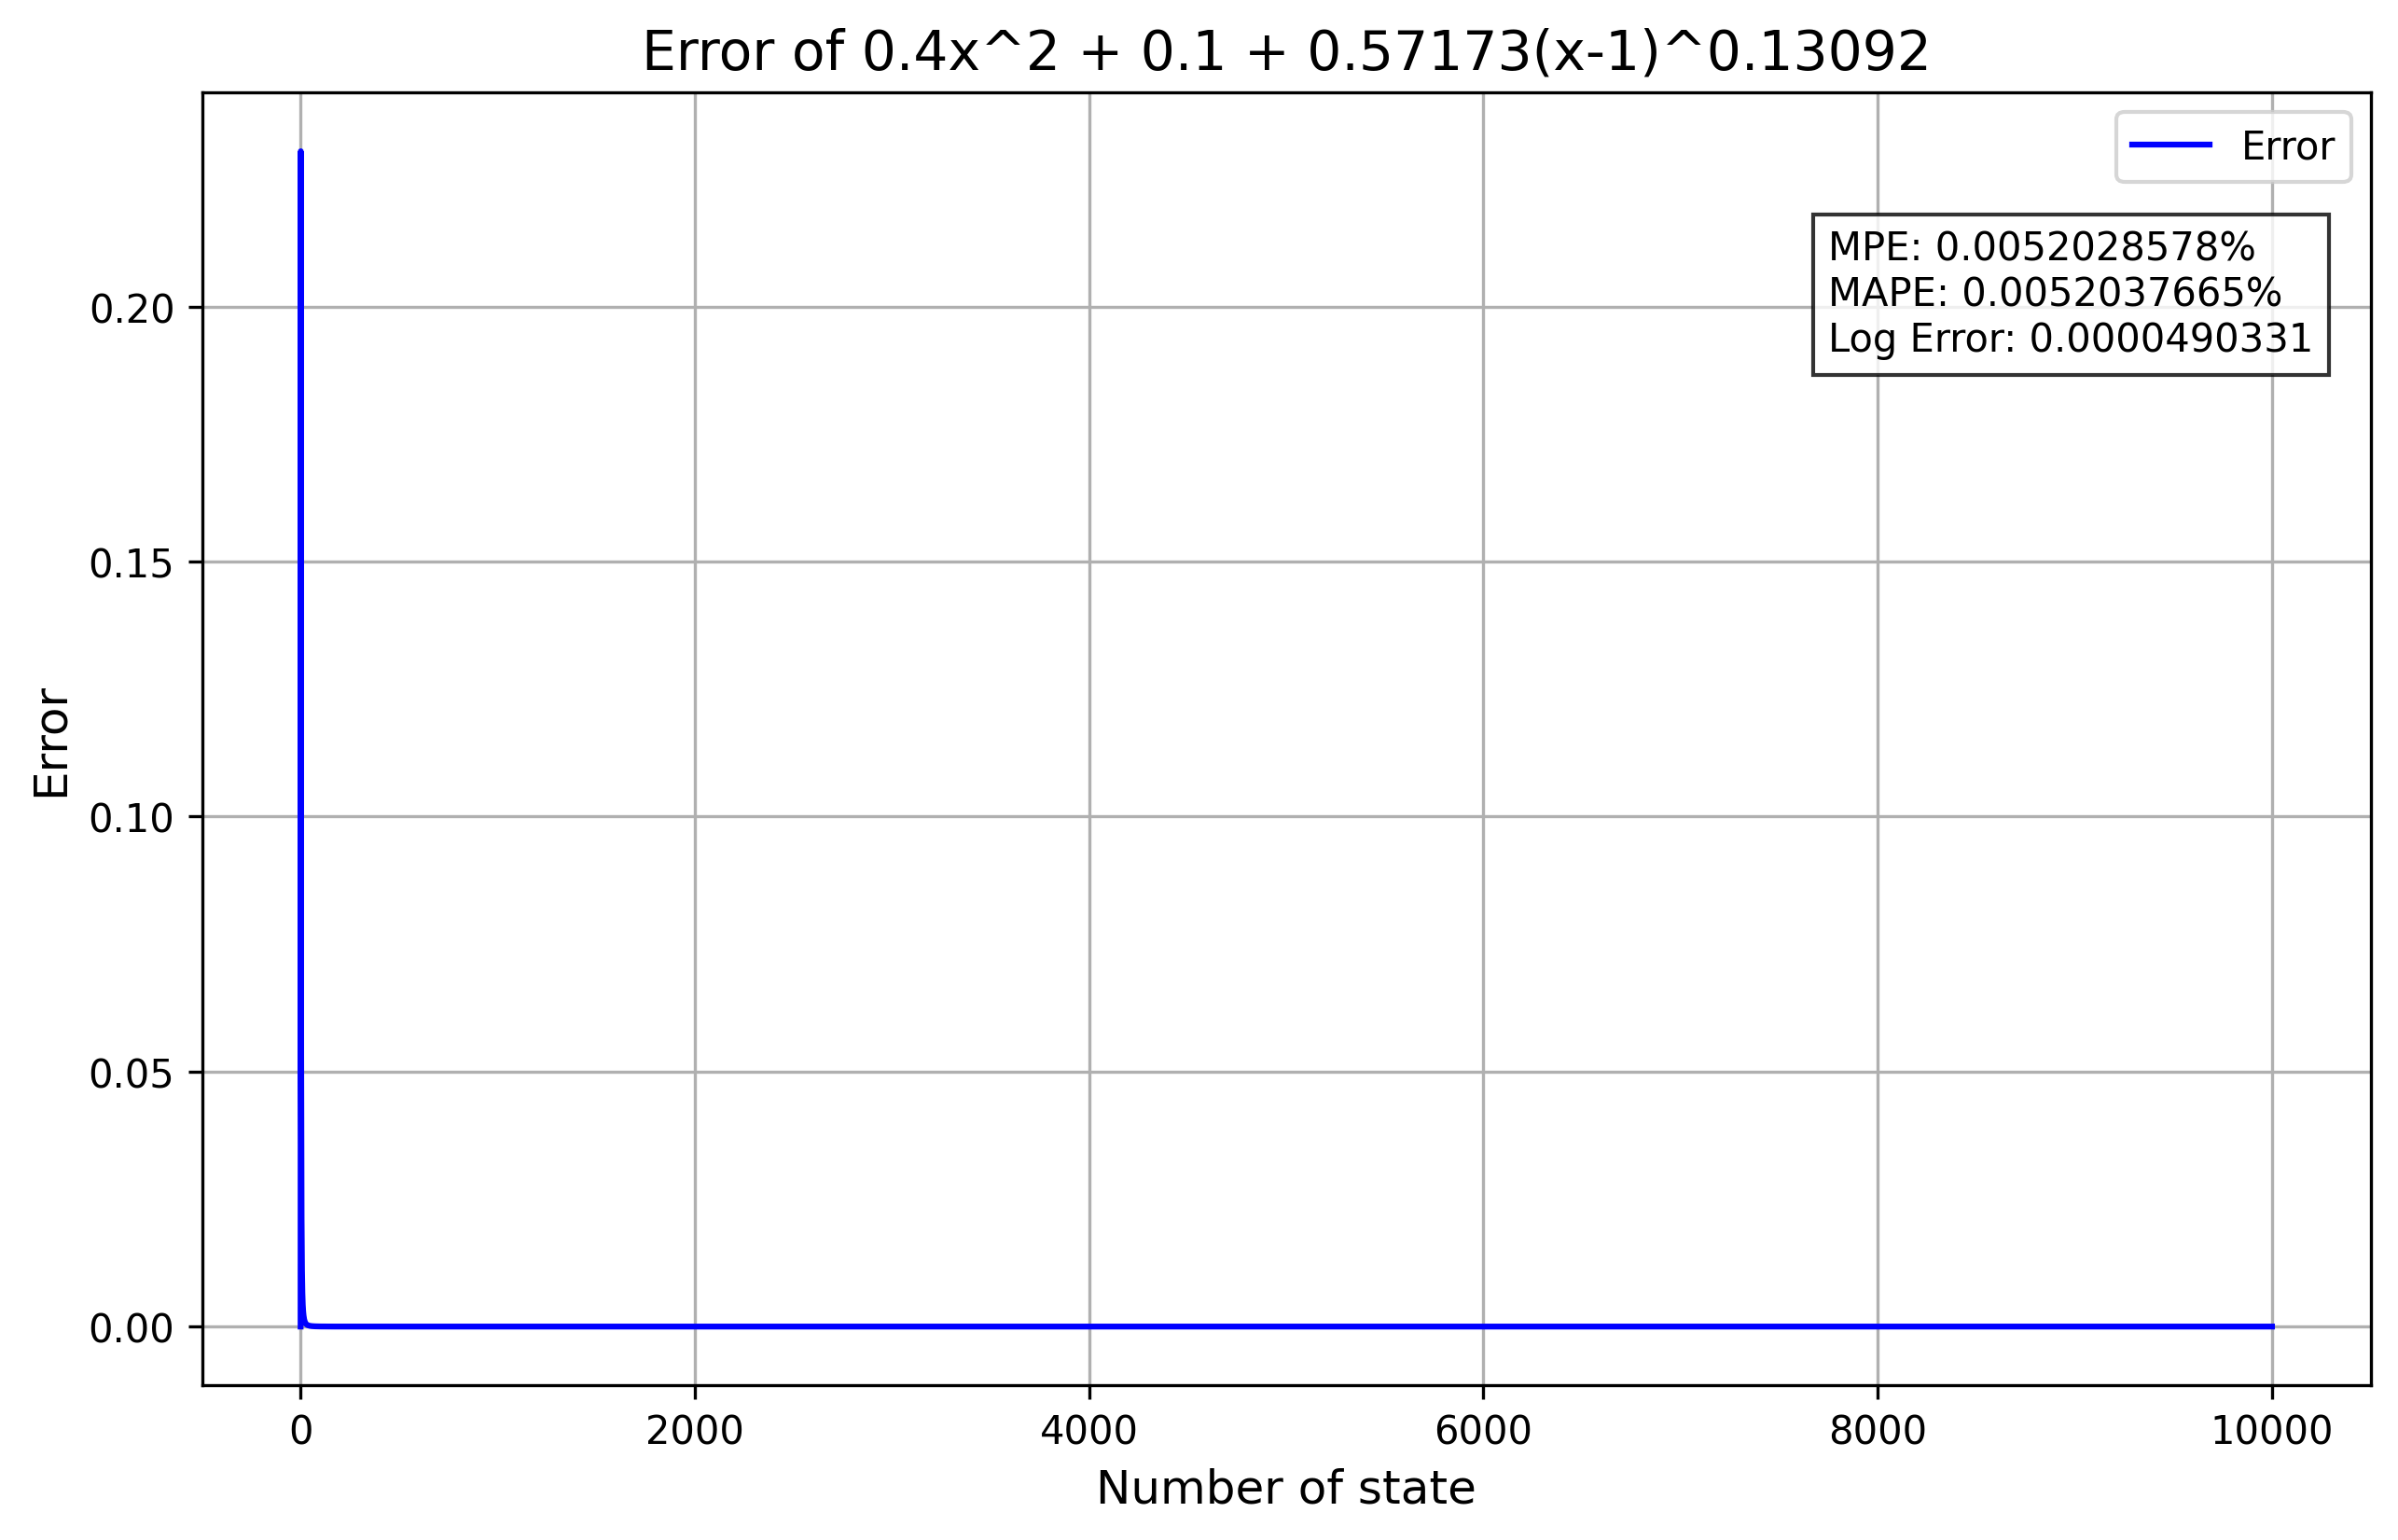 Error of 0.4x^2 + 0.1 + 0.57173(x-1)^0.13092
Error
MPE: 0.0052028578%
MAPE: 0.0052037665%
Log Error: 0.0000490331
0.20
0.15
0.10
0.05
0.00
Error
0 2000 4000 6000 8000 10000
Number of state